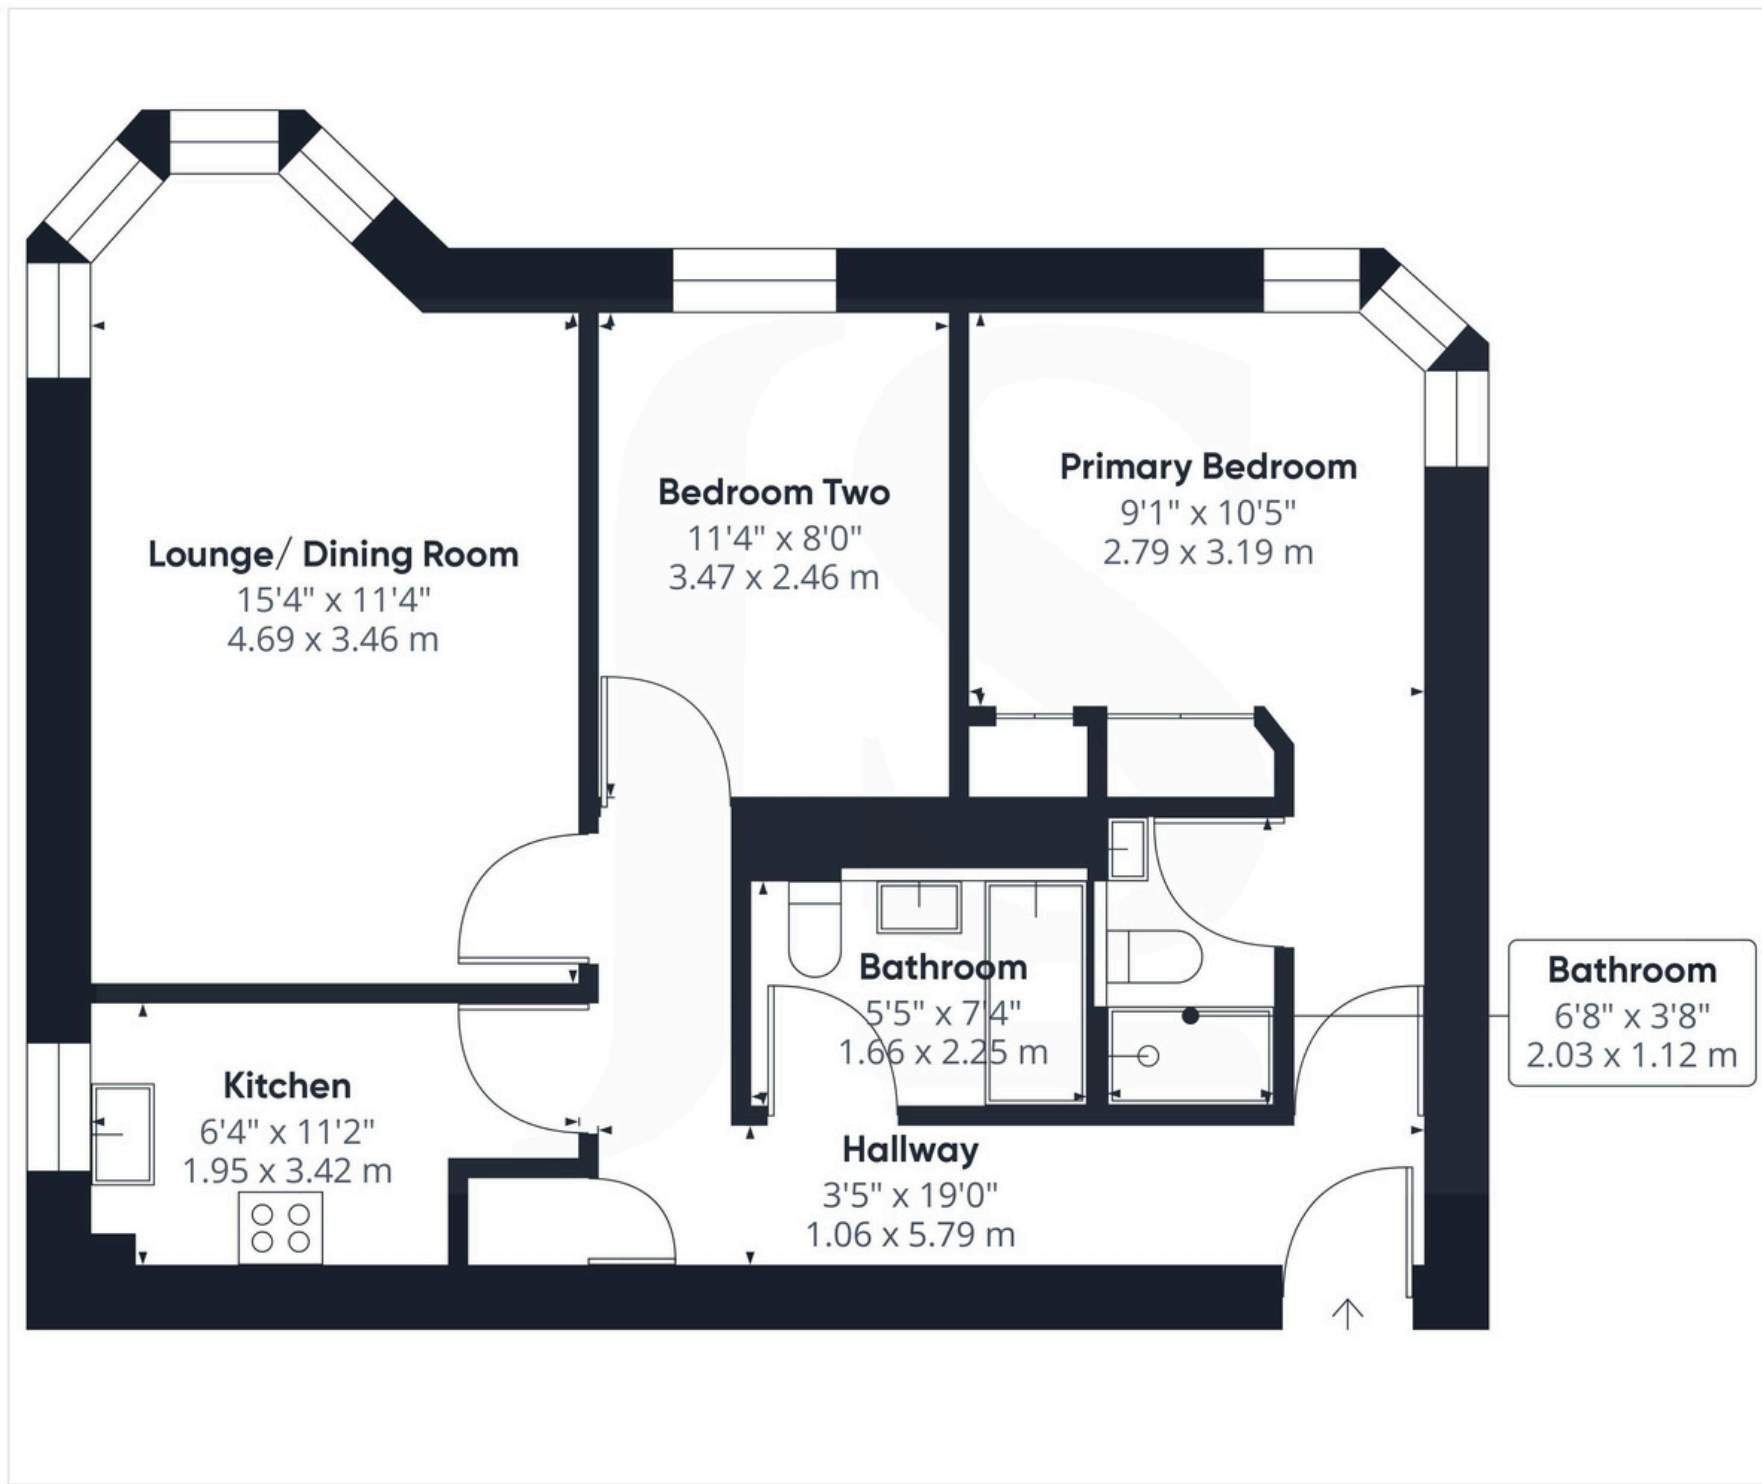 Lounge/ Dining Room
15'4" x 11'4"
4.69 x 3.46 m
Bedroom Two
11'4" x 8'0"
3.47 x 2.46 m
Primary Bedroom
9'1" x 10'5"
2.79 x 3.19 m
Bathroom
5'5" x 7'4"
1.66 x 2.25 m
Bathroom
6'8" x 3'8"
2.03 x 1.12 m
Kitchen
6'4" x 11'2"
1.95 x 3.42 m
Hallway
3'5" x 19'0"
1.06 x 5.79 m